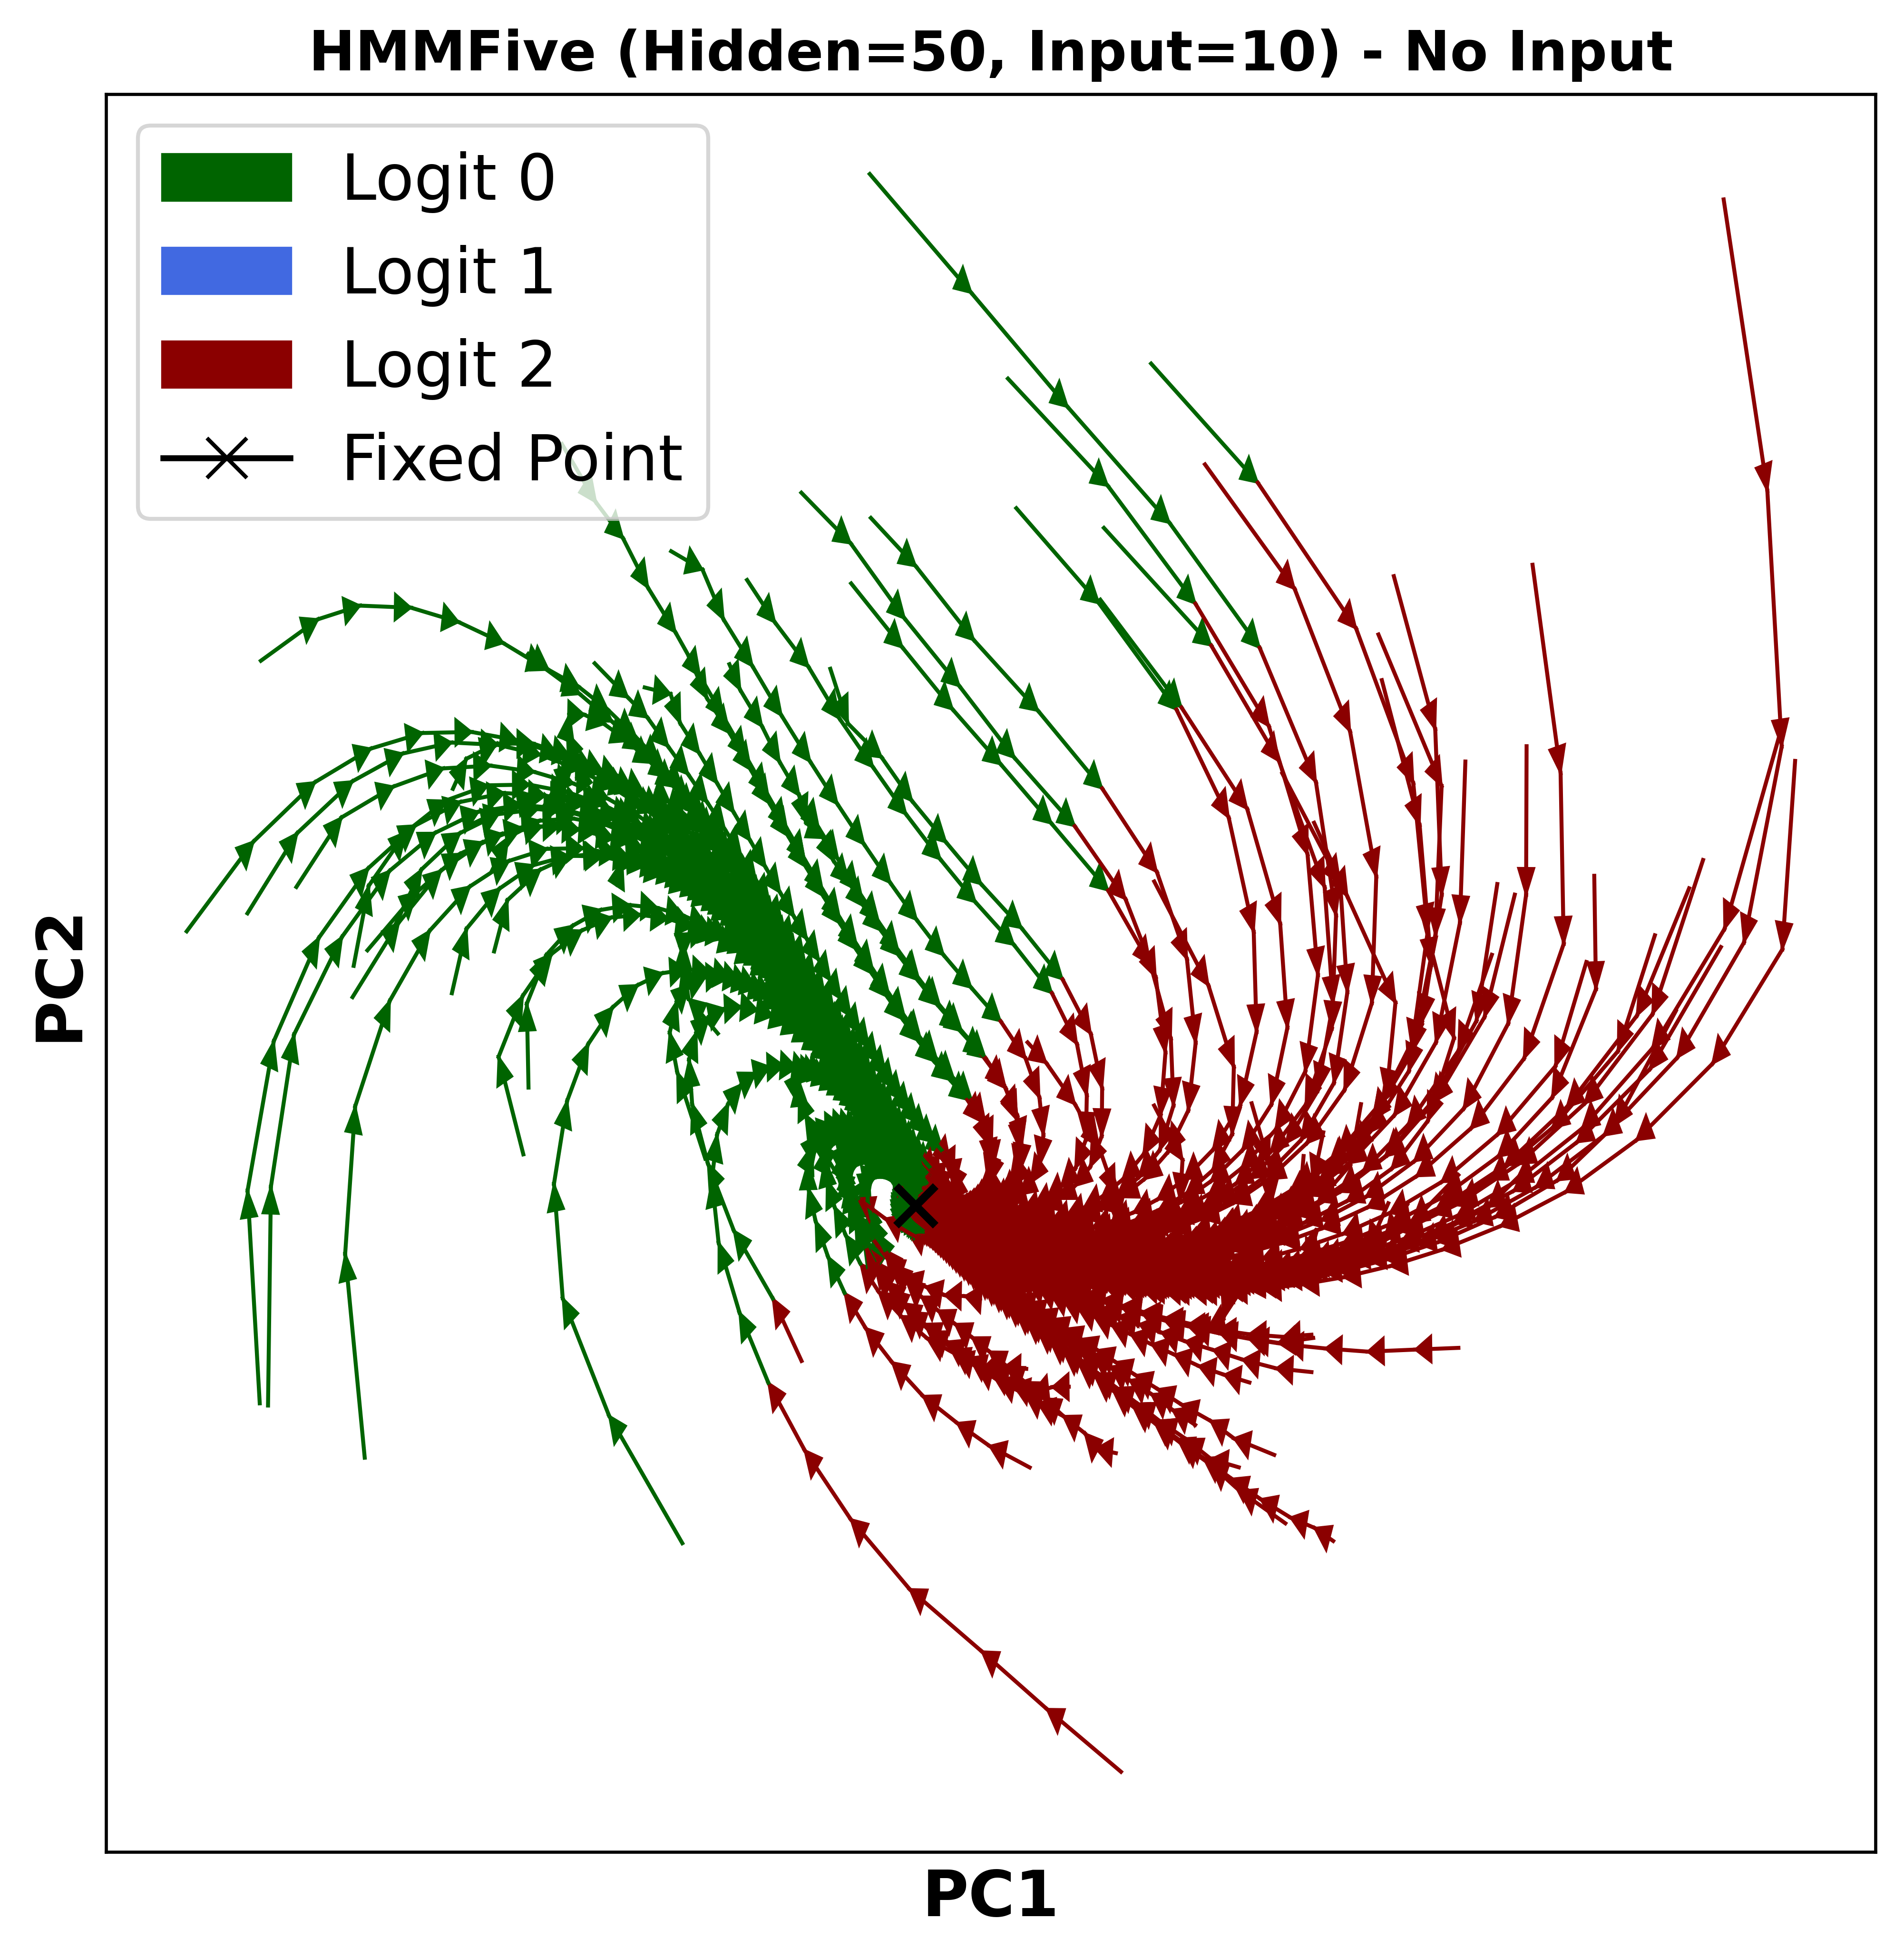 HMMFive (Hidden=50, Input=10) - No Input
Logit 0
Logit 1
Logit 2
Fixed Point
PC2
PC1